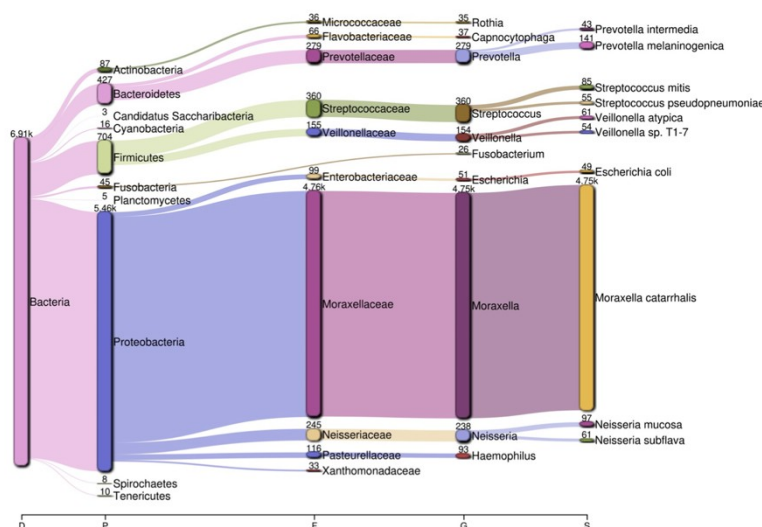 36
Micrococcaceae
35
Rothia
66
Flavobacteriaceae
37
Capnocytophaga
43
Prevotella intermedia
141
Prevotella melaninogenica
87
Actinobacteria
279
Prevotellaceae
279
Prevotella
427
Bacteroidetes
3
Candidatus Saccharibacteria
16
Cyanobacteria
360
Streptococcaceae
360
Streptococcus
85
Streptococcus mitis
55
Streptococcus pseudopneumoniae
61
Veillonella atypica
54
Veillonella sp. T1-7
6.91k
Bacteria
704
Firmicutes
155
Veillonellaceae
154
Veillonella
26
Fusobacterium
45
Fusobacteria
5
Planctomycetes
99
Enterobacteriaceae
51
Escherichia
49
Escherichia coli
5.46k
Proteobacteria
4.76k
Moraxellaceae
4.75k
Moraxella
4.75k
Moraxella catarrhalis
245
Neisseriaceae
238
Neisseria
97
Neisseria mucosa
61
Neisseria subflava
116
Pasteurellaceae
93
Haemophilus
33
Xanthomonadaceae
8
Spirochaetes
10
Tenericutes
D P F G S